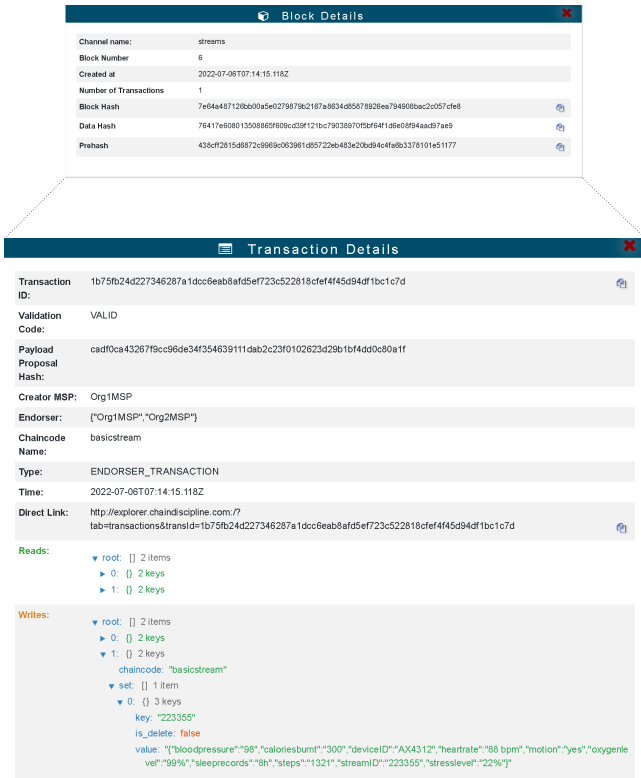 Block Details
Channel name: streams
Block Number 6
Created at 2022-07-06T07:14:15.118Z
Number of Transactions 1
Block Hash 7e64a487126bb00a5e0279879b2167a8634d85878926ea794908bac2c057cfe8
Data Hash 76417e608013508865f609cd39f121bc79038970f5bf64f1d6e08f94aad97ae9
Prehash 438cff2815d6872c9969c063961d85722eb483e20bd94c4fa6b3378101e51177
Transaction Details
Transaction ID: 1b75fb24d227346287a1dcc6eab8afd5ef723c522818cfef4f45d94df1bc1c7d
Validation Code: VALID
Payload Proposal Hash: cadf0ca43267f9cc96de34f354639111dab2c23f0102623d29b1bf4dd0c80a1f
Creator MSP: Org1MSP
Endorser: {"Org1MSP","Org2MSP"}
Chaincode Name: basicstream
Type: ENDORSER_TRANSACTION
Time: 2022-07-06T07:14:15.118Z
Direct Link: http://explorer.chaindiscipline.com:/?
tab=transactions&transId=1b75fb24d227346287a1dcc6eab8afd5ef723c522818cfef4f45d94df1bc1c7d
Reads:
root: [] 2 items
0: {} 2 keys
1: {} 2 keys
Writes:
root: [] 2 items
0: {} 2 keys
1: {} 2 keys
chaincode: "basicstream"
set: [] 1 item
0: {} 3 keys
key: "223355"
is_delete: false
value: "{"bloodpressure":"98","caloriesburnt":"300","deviceID":"AX4312","heartrate":"88 bpm","motion":"yes","oxygenle
vel":"99%","sleeprecords":"8h","steps":"1321","streamID":"223355","stresslevel":"22%"}"